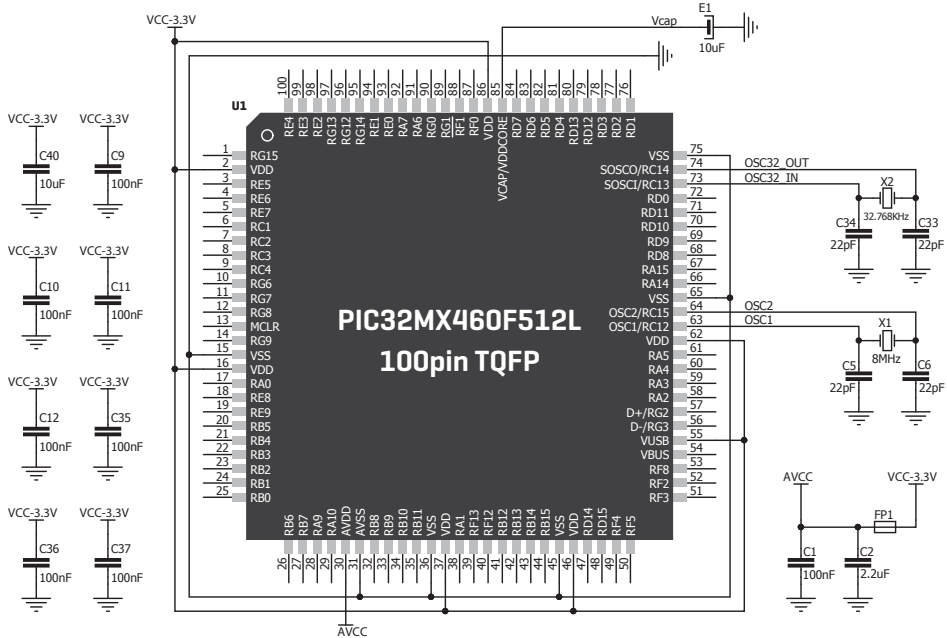 VCC-3.3V
Vcap
E1
10uF
100 99 98 97 96 95 94 93 92 91 90 89 88 87 86 85 84 83 82 81 80 79 78 77 76
U1
RE4 RE3 RE2 RG13 RG12 RG14 RE1 RE0 RA7 RA6 RG0 RG1 RF1 RF0 VDD VCAP/VDDCORE RD7 RD6 RD5 RD4 RD13 RD12 RD3 RD2 RD1
VCC-3.3V
C40
10uF
VCC-3.3V
C9
100nF
VCC-3.3V
C10
100nF
VCC-3.3V
C11
100nF
VCC-3.3V
C12
100nF
VCC-3.3V
C35
100nF
VCC-3.3V
C36
100nF
VCC-3.3V
C37
100nF
1 RG15
2 VDD
3 RE5
4 RE6
5 RE7
6 RC1
7 RC2
8 RC3
9 RC4
10 RG6
11 RG7
12 RG8
13 MCLR
14 RG9
15 VSS
16 VDD
17 RA0
18 RE8
19 RE9
20 RB5
21 RB4
22 RB3
23 RB2
24 RB1
25 RB0
PIC32MX460F512L
100pin TQFP
VSS 75
SOSCO/RC14 74 OSC32_OUT
SOSCI/RC13 73 OSC32_IN
RD0 72
RD11 71
RD10 70
RD9 69
RD8 68
RA15 67
RA14 66
VSS 65
OSC2/RC15 64 OSC2
OSC1/RC12 63 OSC1
VDD 62
RA5 61
RA4 60
RA3 59
RA2 58
D+/RG2 57
D-/RG3 56
VUSB 55
VBUS 54
RF8 53
RF2 52
RF3 51
X2
32.768KHz
C34
22pF
C33
22pF
X1
8MHz
C5
22pF
C6
22pF
RB6 RB7 RA9 RA10 AVDD AVSS RB8 RB9 RB10 RB11 VSS VDD RA1 RF13 RF12 RB12 RB13 RB14 RB15 VSS VDD RD14 RD15 RF4 RF5
26 27 28 29 30 31 32 33 34 35 36 37 38 39 40 41 42 43 44 45 46 47 48 49 50
AVCC
AVCC
VCC-3.3V
FP1
C1
100nF
C2
2.2uF